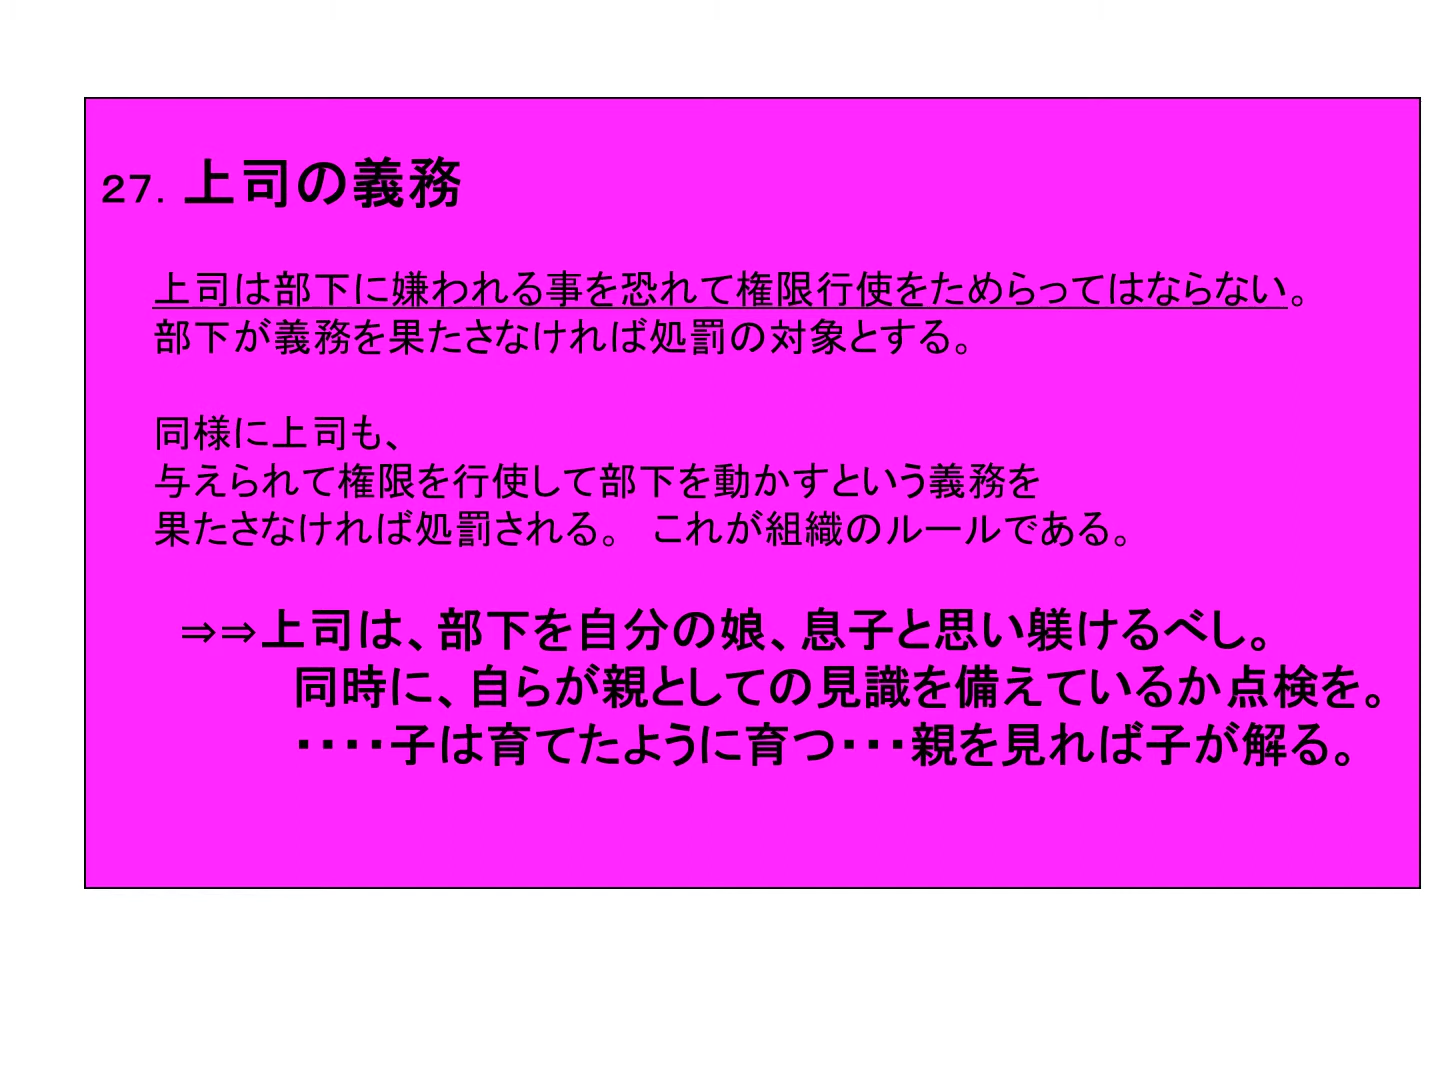 27. 上司の義務
上司は部下に嫌われる事を恐れて権限行使をためらってはならない。
部下が義務を果たさなければ処罰の対象とする。
同様に上司も、
与えられて権限を行使して部下を動かすという義務を
果たさなければ処罰される。　これが組織のルールである。
⇒⇒上司は、部下を自分の娘、息子と思い躾けるべし。
同時に、自らが親としての見識を備えているか点検を。
・・・・子は育てたように育つ・・・親を見れば子が解る。